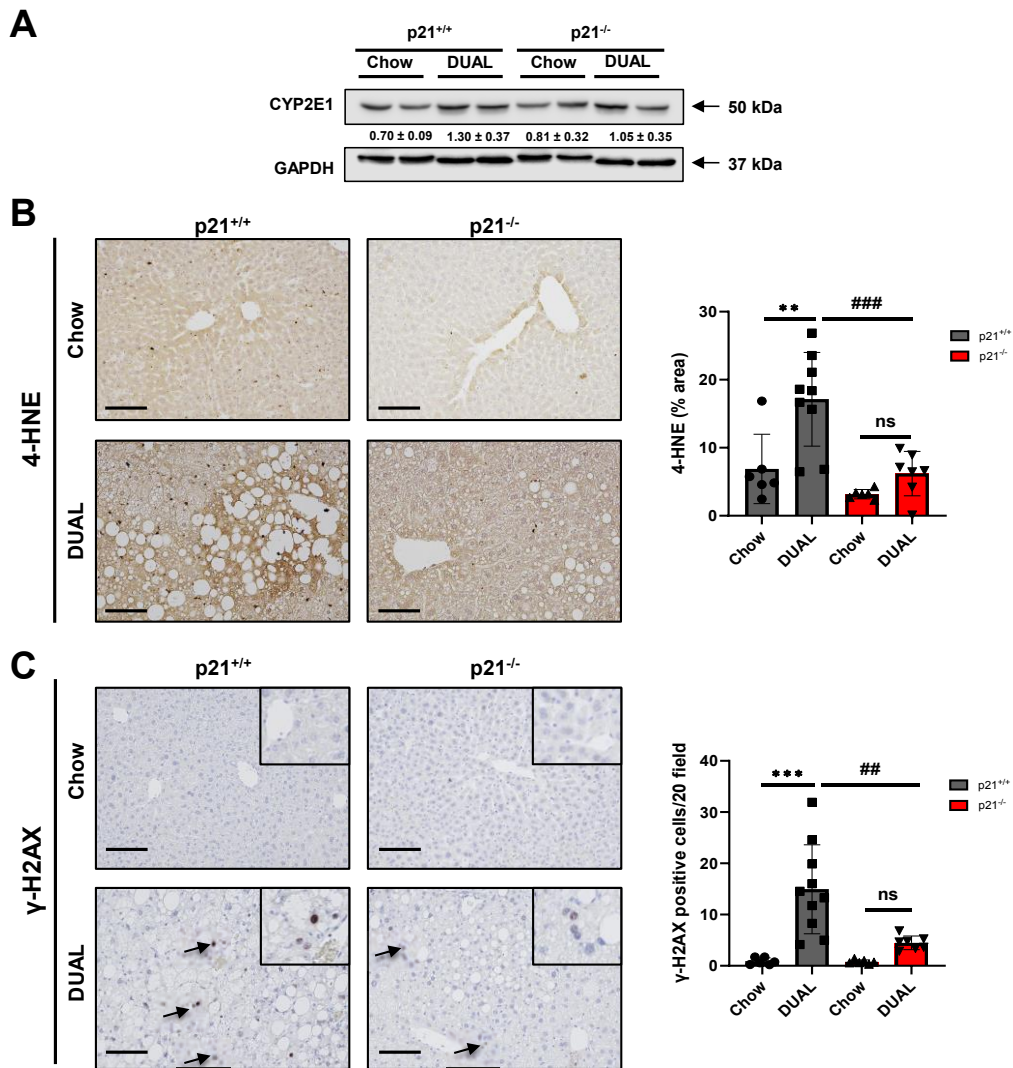 A
p21+/+ p21-/-
Chow DUAL Chow DUAL
CYP2E1 50 kDa
0.70 ± 0.09 1.30 ± 0.37 0.81 ± 0.32 1.05 ± 0.35
GAPDH 37 kDa
B
p21+/+ p21-/-
4-HNE
Chow
DUAL
4-HNE (% area)
30
20
10
0
** ###
ns
Chow DUAL Chow DUAL
p21+/+
p21-/-
C
p21+/+ p21-/-
γ-H2AX
Chow
DUAL
γ-H2AX positive cells/20 field
40
30
20
10
0
*** ##
ns
Chow DUAL Chow DUAL
p21+/+
p21-/-